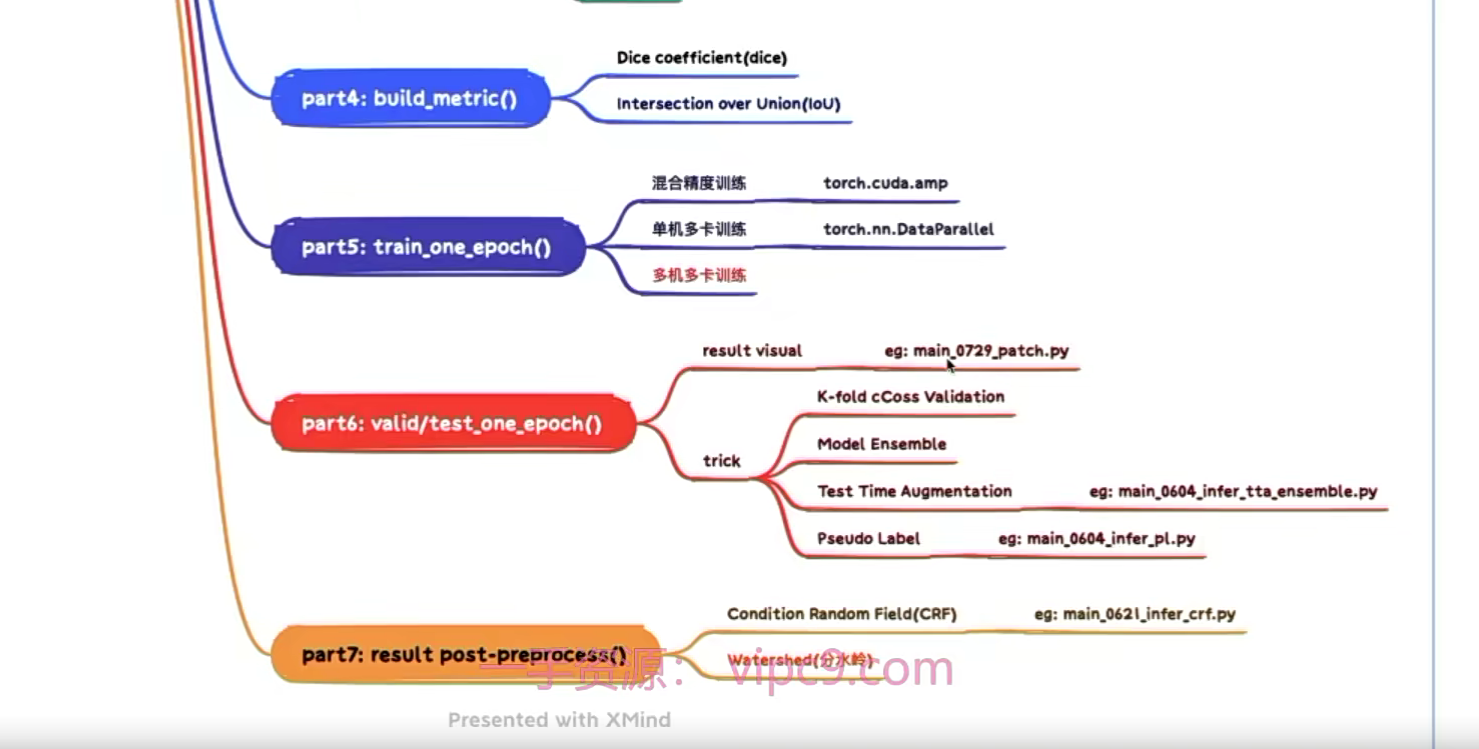 part4: build_metric()
Dice coefficient(dice)
Intersection over Union(IoU)
part5: train_one_epoch()
混合精度训练 torch.cuda.amp
单机多卡训练 torch.nn.DataParallel
多机多卡训练
part6: valid/test_one_epoch()
result visual eg: main_0729_patch.py
trick
K-fold cCoss Validation
Model Ensemble
Test Time Augmentation eg: main_0604_infer_tta_ensemble.py
Pseudo Label eg: main_0604_infer_pl.py
part7: result post-preprocess()
Condition Random Field(CRF) eg: main_0621_infer_crf.py
Watershed(分水岭)
一手资源： vipc9.com
Presented with XMind